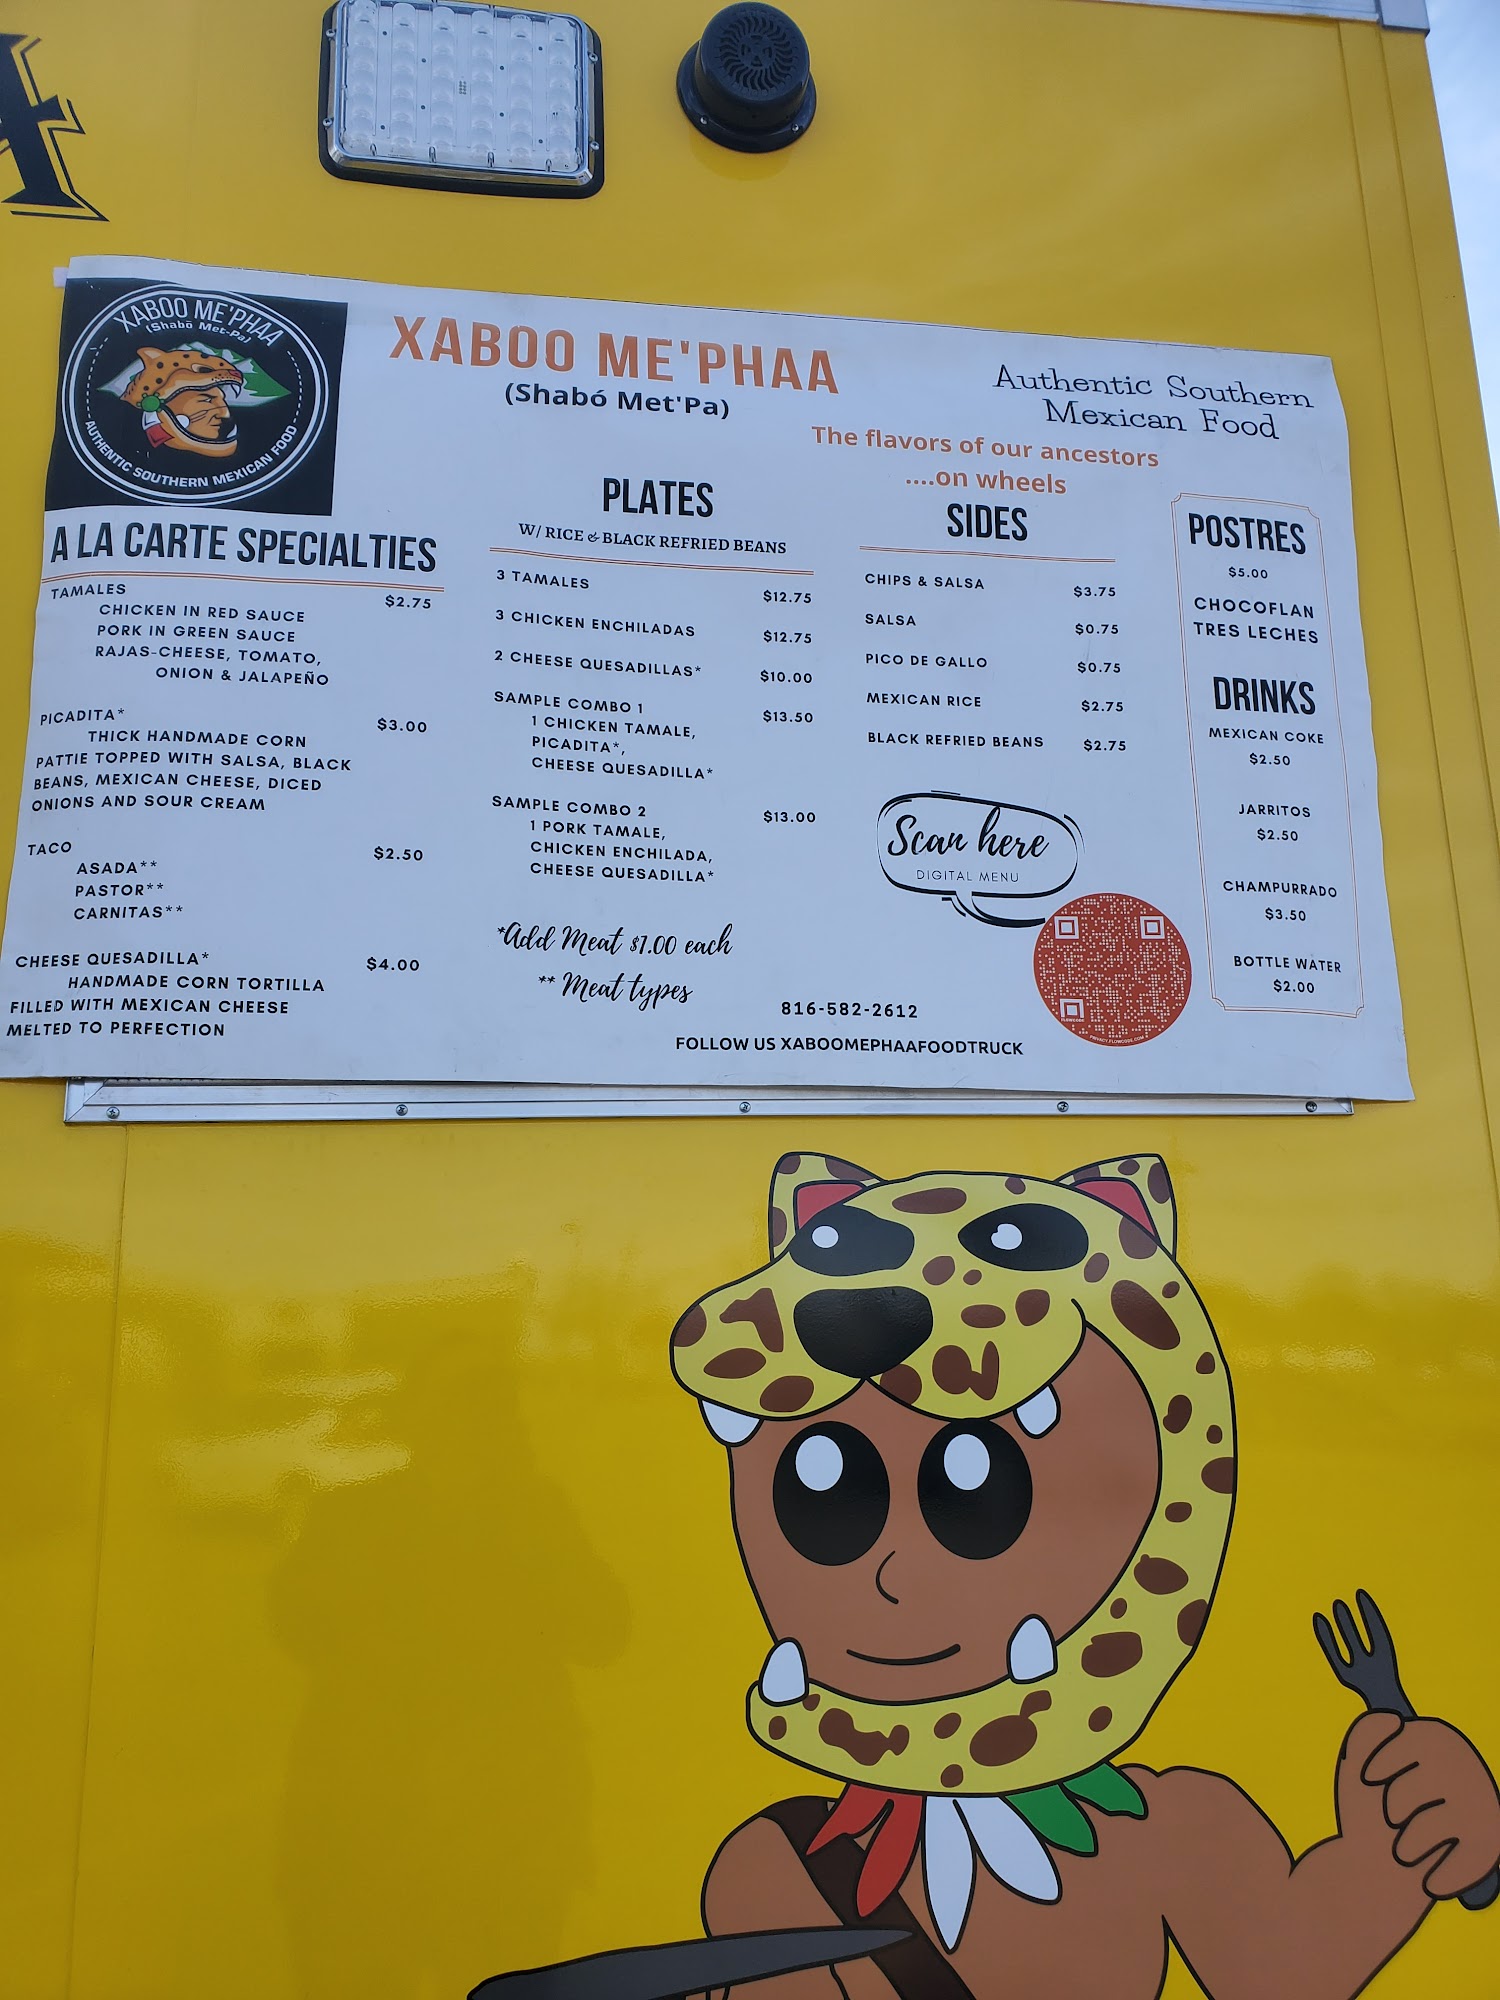 A
XABOO ME'PHAA
(Shabō Met-Pa)
AUTHENTIC SOUTHERN MEXICAN FOOD
XABOO ME'PHAA
(Shabó Met'Pa)
Authentic Southern
Mexican Food
The flavors of our ancestors
....on wheels
A LA CARTE SPECIALTIES
TAMALES $2.75
CHICKEN IN RED SAUCE
PORK IN GREEN SAUCE
RAJAS-CHEESE, TOMATO,
ONION & JALAPEÑO
PICADITA* $3.00
THICK HANDMADE CORN
PATTIE TOPPED WITH SALSA, BLACK
BEANS, MEXICAN CHEESE, DICED
ONIONS AND SOUR CREAM
TACO $2.50
ASADA**
PASTOR**
CARNITAS**
CHEESE QUESADILLA* $4.00
HANDMADE CORN TORTILLA
FILLED WITH MEXICAN CHEESE
MELTED TO PERFECTION
PLATES
W/ RICE & BLACK REFRIED BEANS
3 TAMALES $12.75
3 CHICKEN ENCHILADAS $12.75
2 CHEESE QUESADILLAS* $10.00
SAMPLE COMBO 1 $13.50
1 CHICKEN TAMALE,
PICADITA*,
CHEESE QUESADILLA*
SAMPLE COMBO 2 $13.00
1 PORK TAMALE,
CHICKEN ENCHILADA,
CHEESE QUESADILLA*
*Add Meat $1.00 each
** Meat types
SIDES
CHIPS & SALSA $3.75
SALSA $0.75
PICO DE GALLO $0.75
MEXICAN RICE $2.75
BLACK REFRIED BEANS $2.75
Scan here
DIGITAL MENU
FLOWCODE
PRIVACY.FLOWCODE.COM
816-582-2612
FOLLOW US XABOOMEPHAAFOODTRUCK
POSTRES
$5.00
CHOCOFLAN
TRES LECHES
DRINKS
MEXICAN COKE
$2.50
JARRITOS
$2.50
CHAMPURRADO
$3.50
BOTTLE WATER
$2.00